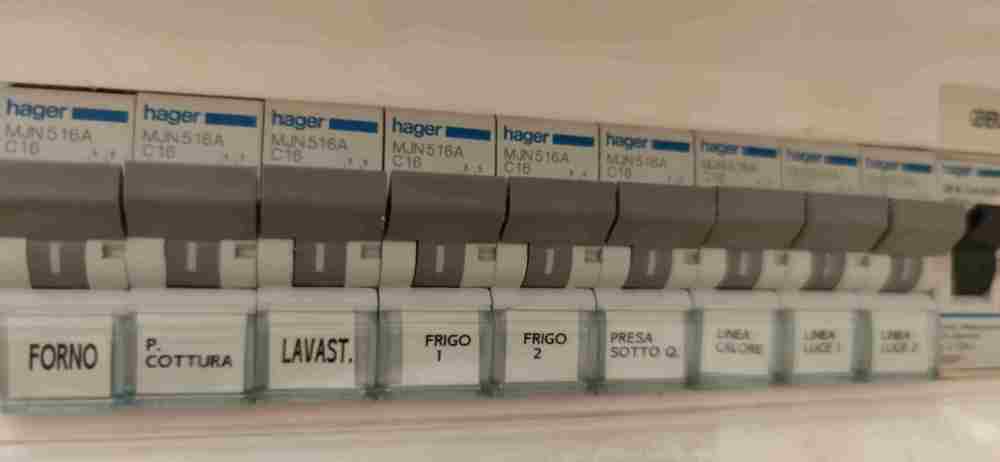 hager
MJN516A
C16
hager
MJN516A
C16
hager
MJN516A
C16
hager
MJN516A
C16
hager
MJN516A
C16
hager
MJN516A
C16
hager
hager
hager
FORNO
P.
COTTURA
LAVAST.
FRIGO
1
FRIGO
2
PRESA
SOTTO Q.
LINEA
CALORE
LINEA
LUCE 1
LINEA
LUCE 2